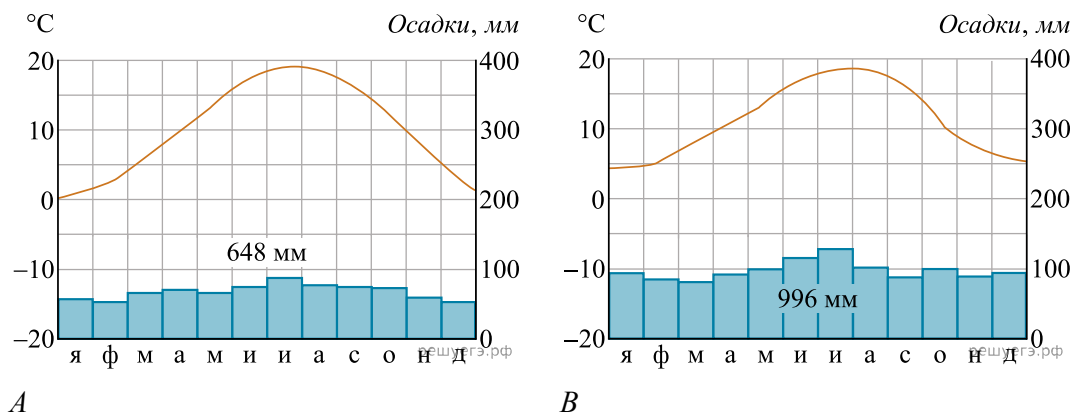 °C Осадки, мм
20 400
10 300
0 200
648 мм
–10 100
–20 0
я ф м а м и и а с о н д
решуегэ.рф
А
°C Осадки, мм
20 400
10 300
0 200
–10 100
996 мм
–20 0
я ф м а м и и а с о н д
решуегэ.рф
В